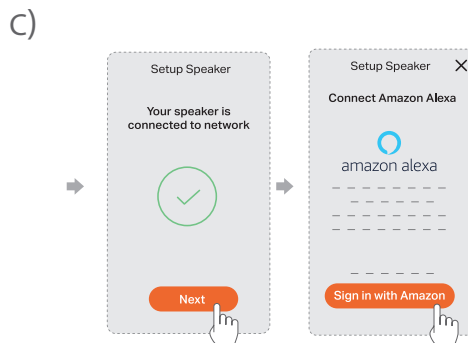 c)
Setup Speaker
Your speaker is
connected to network
Next
Setup Speaker
Connect Amazon Alexa
amazon alexa
Sign in with Amazon